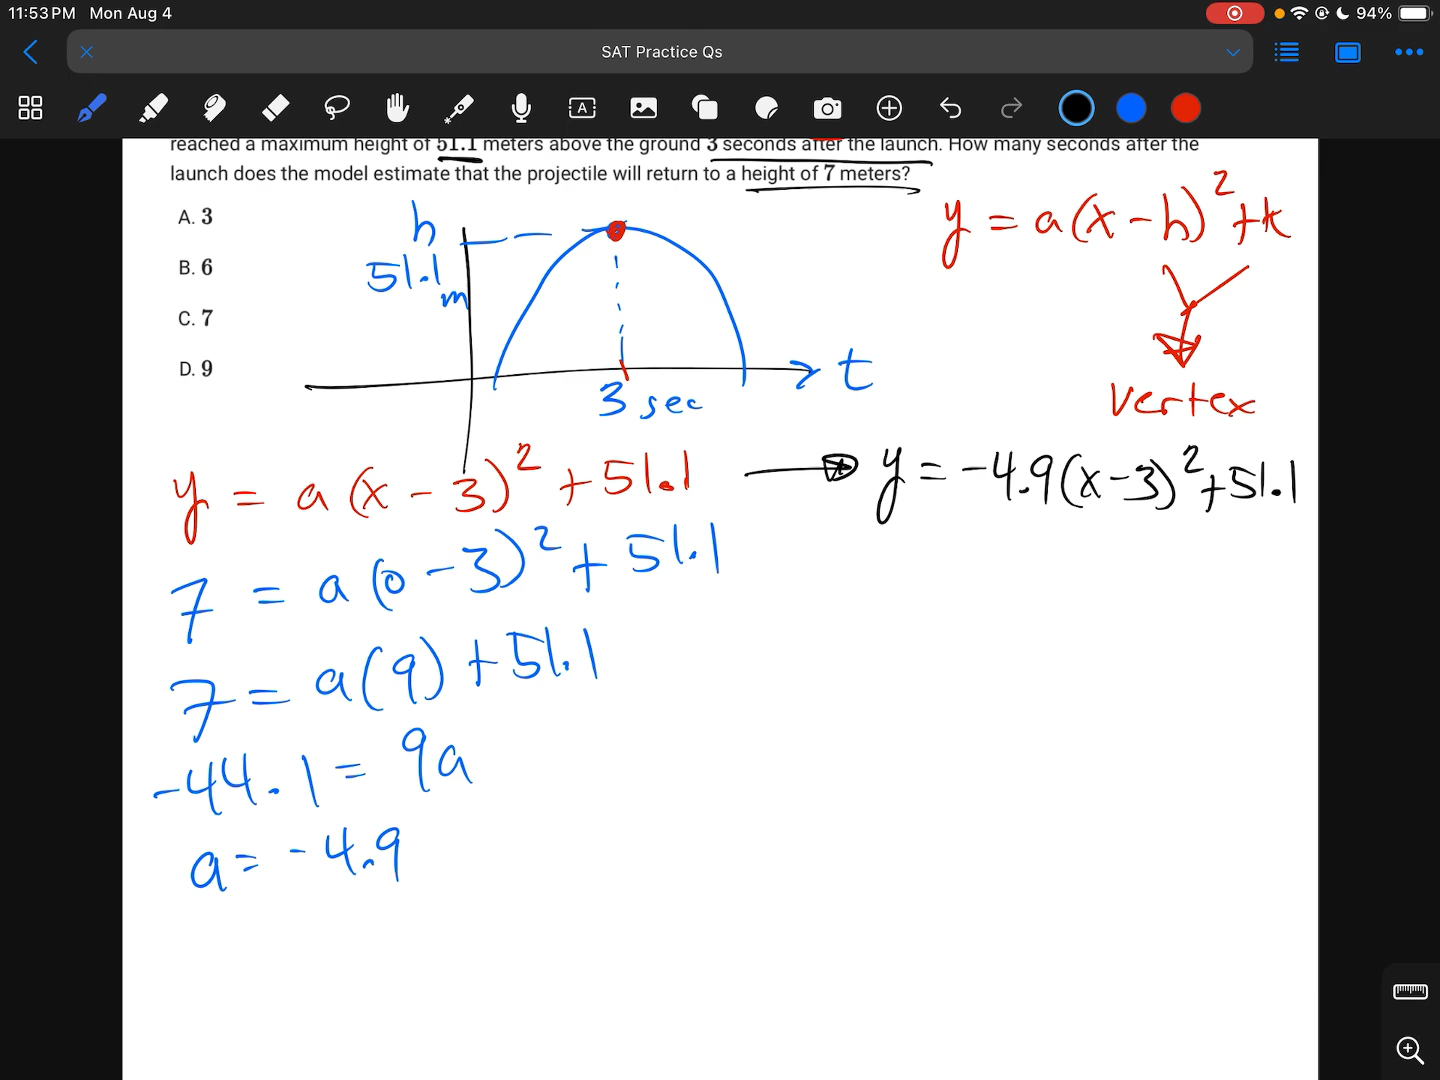 11:53 PM Mon Aug 4
94%
SAT Practice Qs
A
reached a maximum height of 51.1 meters above the ground 3 seconds after the launch. How many seconds after the
launch does the model estimate that the projectile will return to a height of 7 meters?
A. 3
B. 6
C. 7
D. 9
h
51.1
m
3 sec
t
y = a(x - h)² + k
vertex
y = a(x - 3)² + 51.1
y = -4.9(x-3)² + 51.1
7 = a(0 - 3)² + 51.1
7 = a(9) + 51.1
-44.1 = 9a
a = -4.9